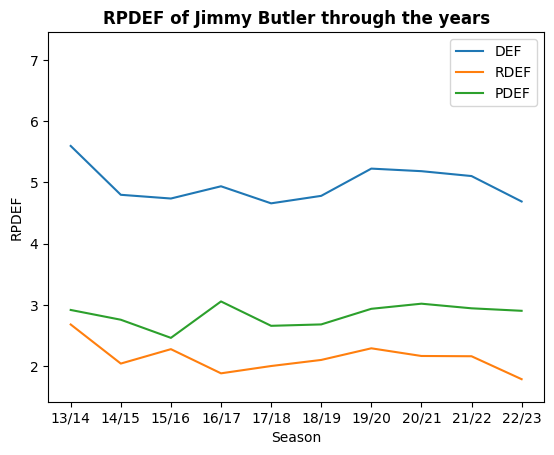 RPDEF of Jimmy Butler through the years
DEF
RDEF
PDEF
7
6
5
4
3
2
RPDEF
13/14 14/15 15/16 16/17 17/18 18/19 19/20 20/21 21/22 22/23
Season